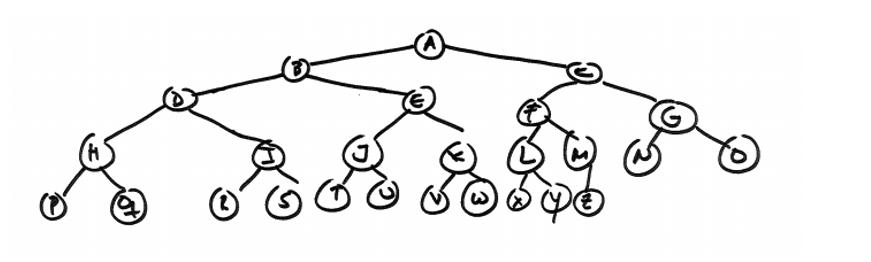 A
B C
D E F G
H I J K L M N O
P Q R S T U V W X Y Z